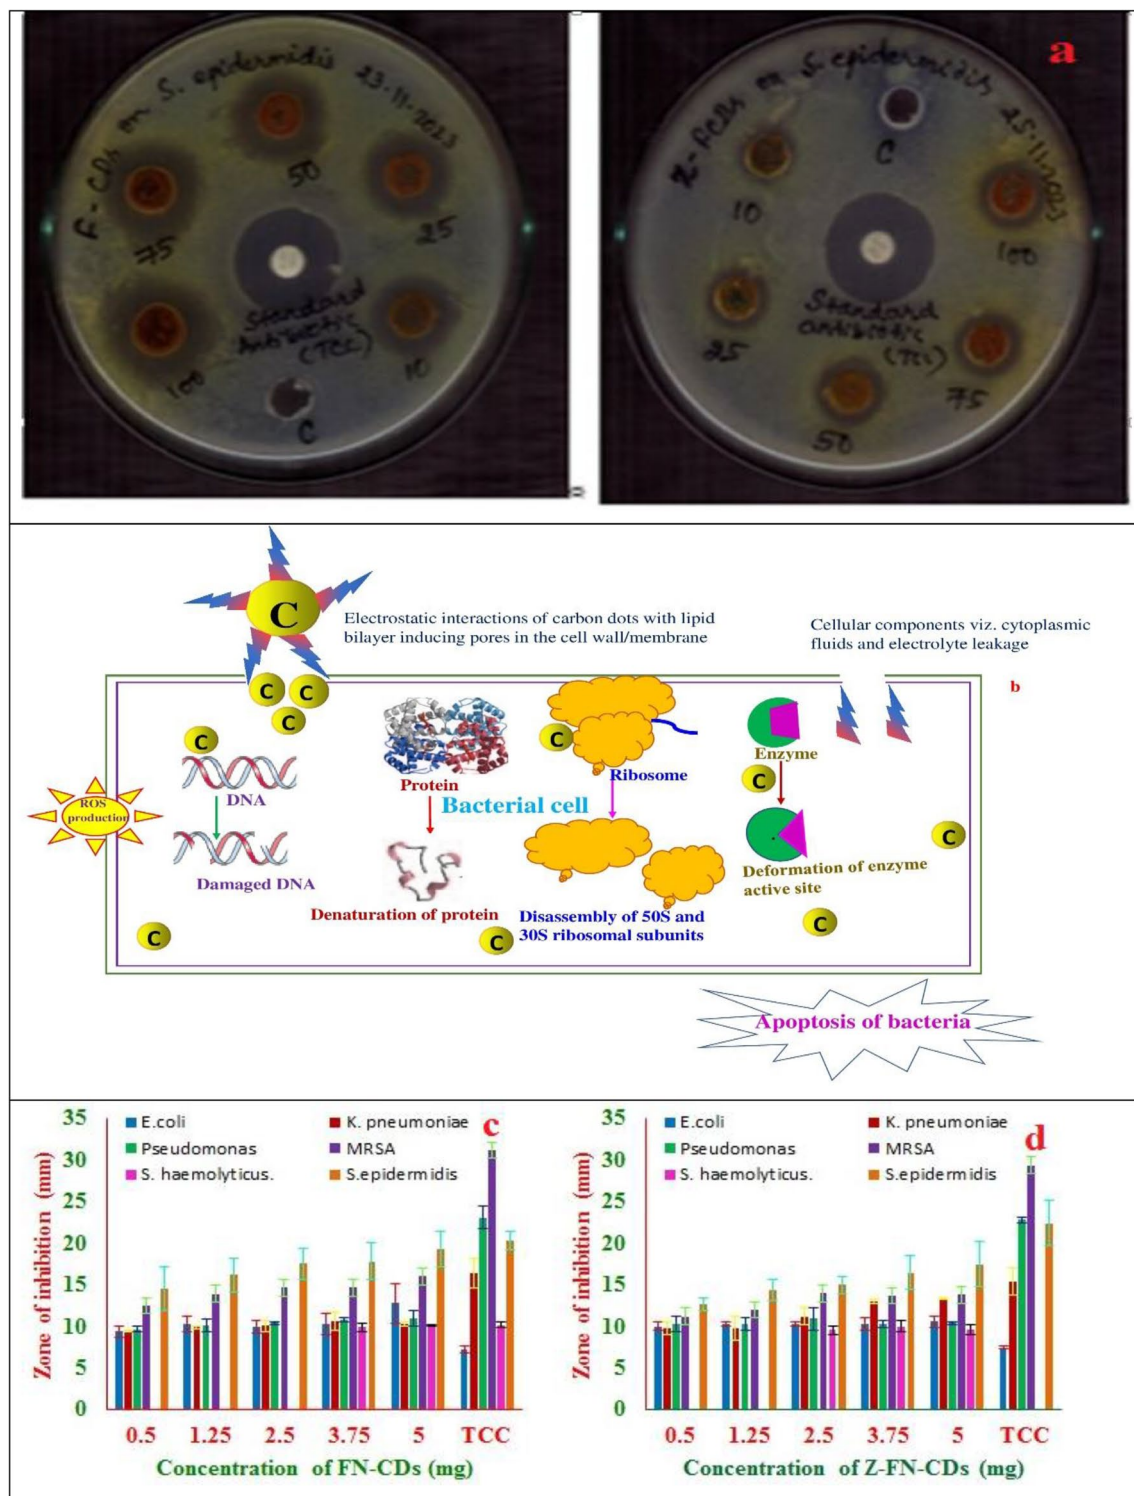 F-CDs on S. epidermidis 23-11-2023
50
75
25
Standard
Antibiotic
(TCC)
100
10
C
a
Z-FCDs on S. epidermidis 25-11-2023
C
10
100
Standard
antibiotic
(TCC)
25
75
50
C
Electrostatic interactions of carbon dots with lipid
bilayer inducing pores in the cell wall/membrane
Cellular components viz. cytoplasmic
fluids and electrolyte leakage
b
C
C
C
C
C
Enzyme
Ribosome
C
ROS
production
DNA
Protein
Bacterial cell
C
Damaged DNA
Deformation of enzyme
active site
Denaturation of protein
Disassembly of 50S and
30S ribosomal subunits
C
C
C
Apoptosis of bacteria
c
Zone of inhibition (mm)
35
30
25
20
15
10
5
0
E.coli
K. pneumoniae
Pseudomonas
MRSA
S. haemolyticus.
S.epidermidis
0.5 1.25 2.5 3.75 5 TCC
Concentration of FN-CDs (mg)
d
Zone of inhibition (mm)
35
30
25
20
15
10
5
0
E.coli
K. pneumoniae
Pseudomonas
MRSA
S. haemolyticus.
S.epidermidis
0.5 1.25 2.5 3.75 5 TCC
Concentration of Z-FN-CDs (mg)